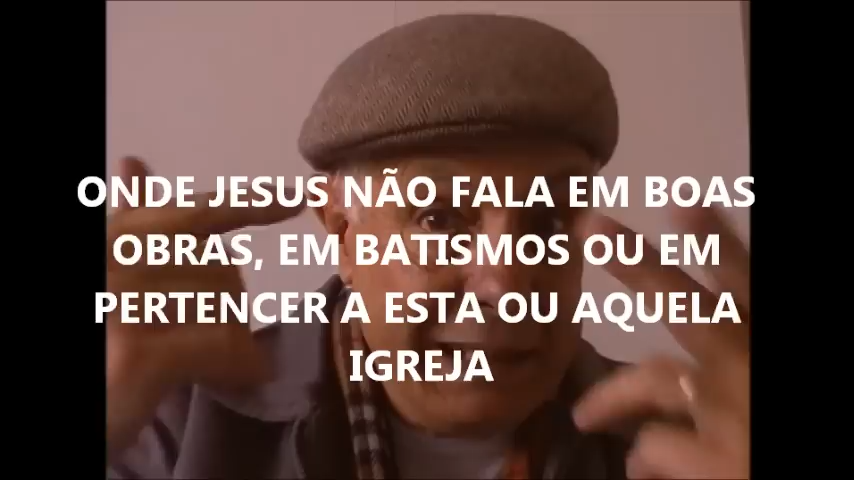 ONDE JESUS NÃO FALA EM BOAS
OBRAS, EM BATISMOS OU EM
PERTENCER A ESTA OU AQUELA
IGREJA